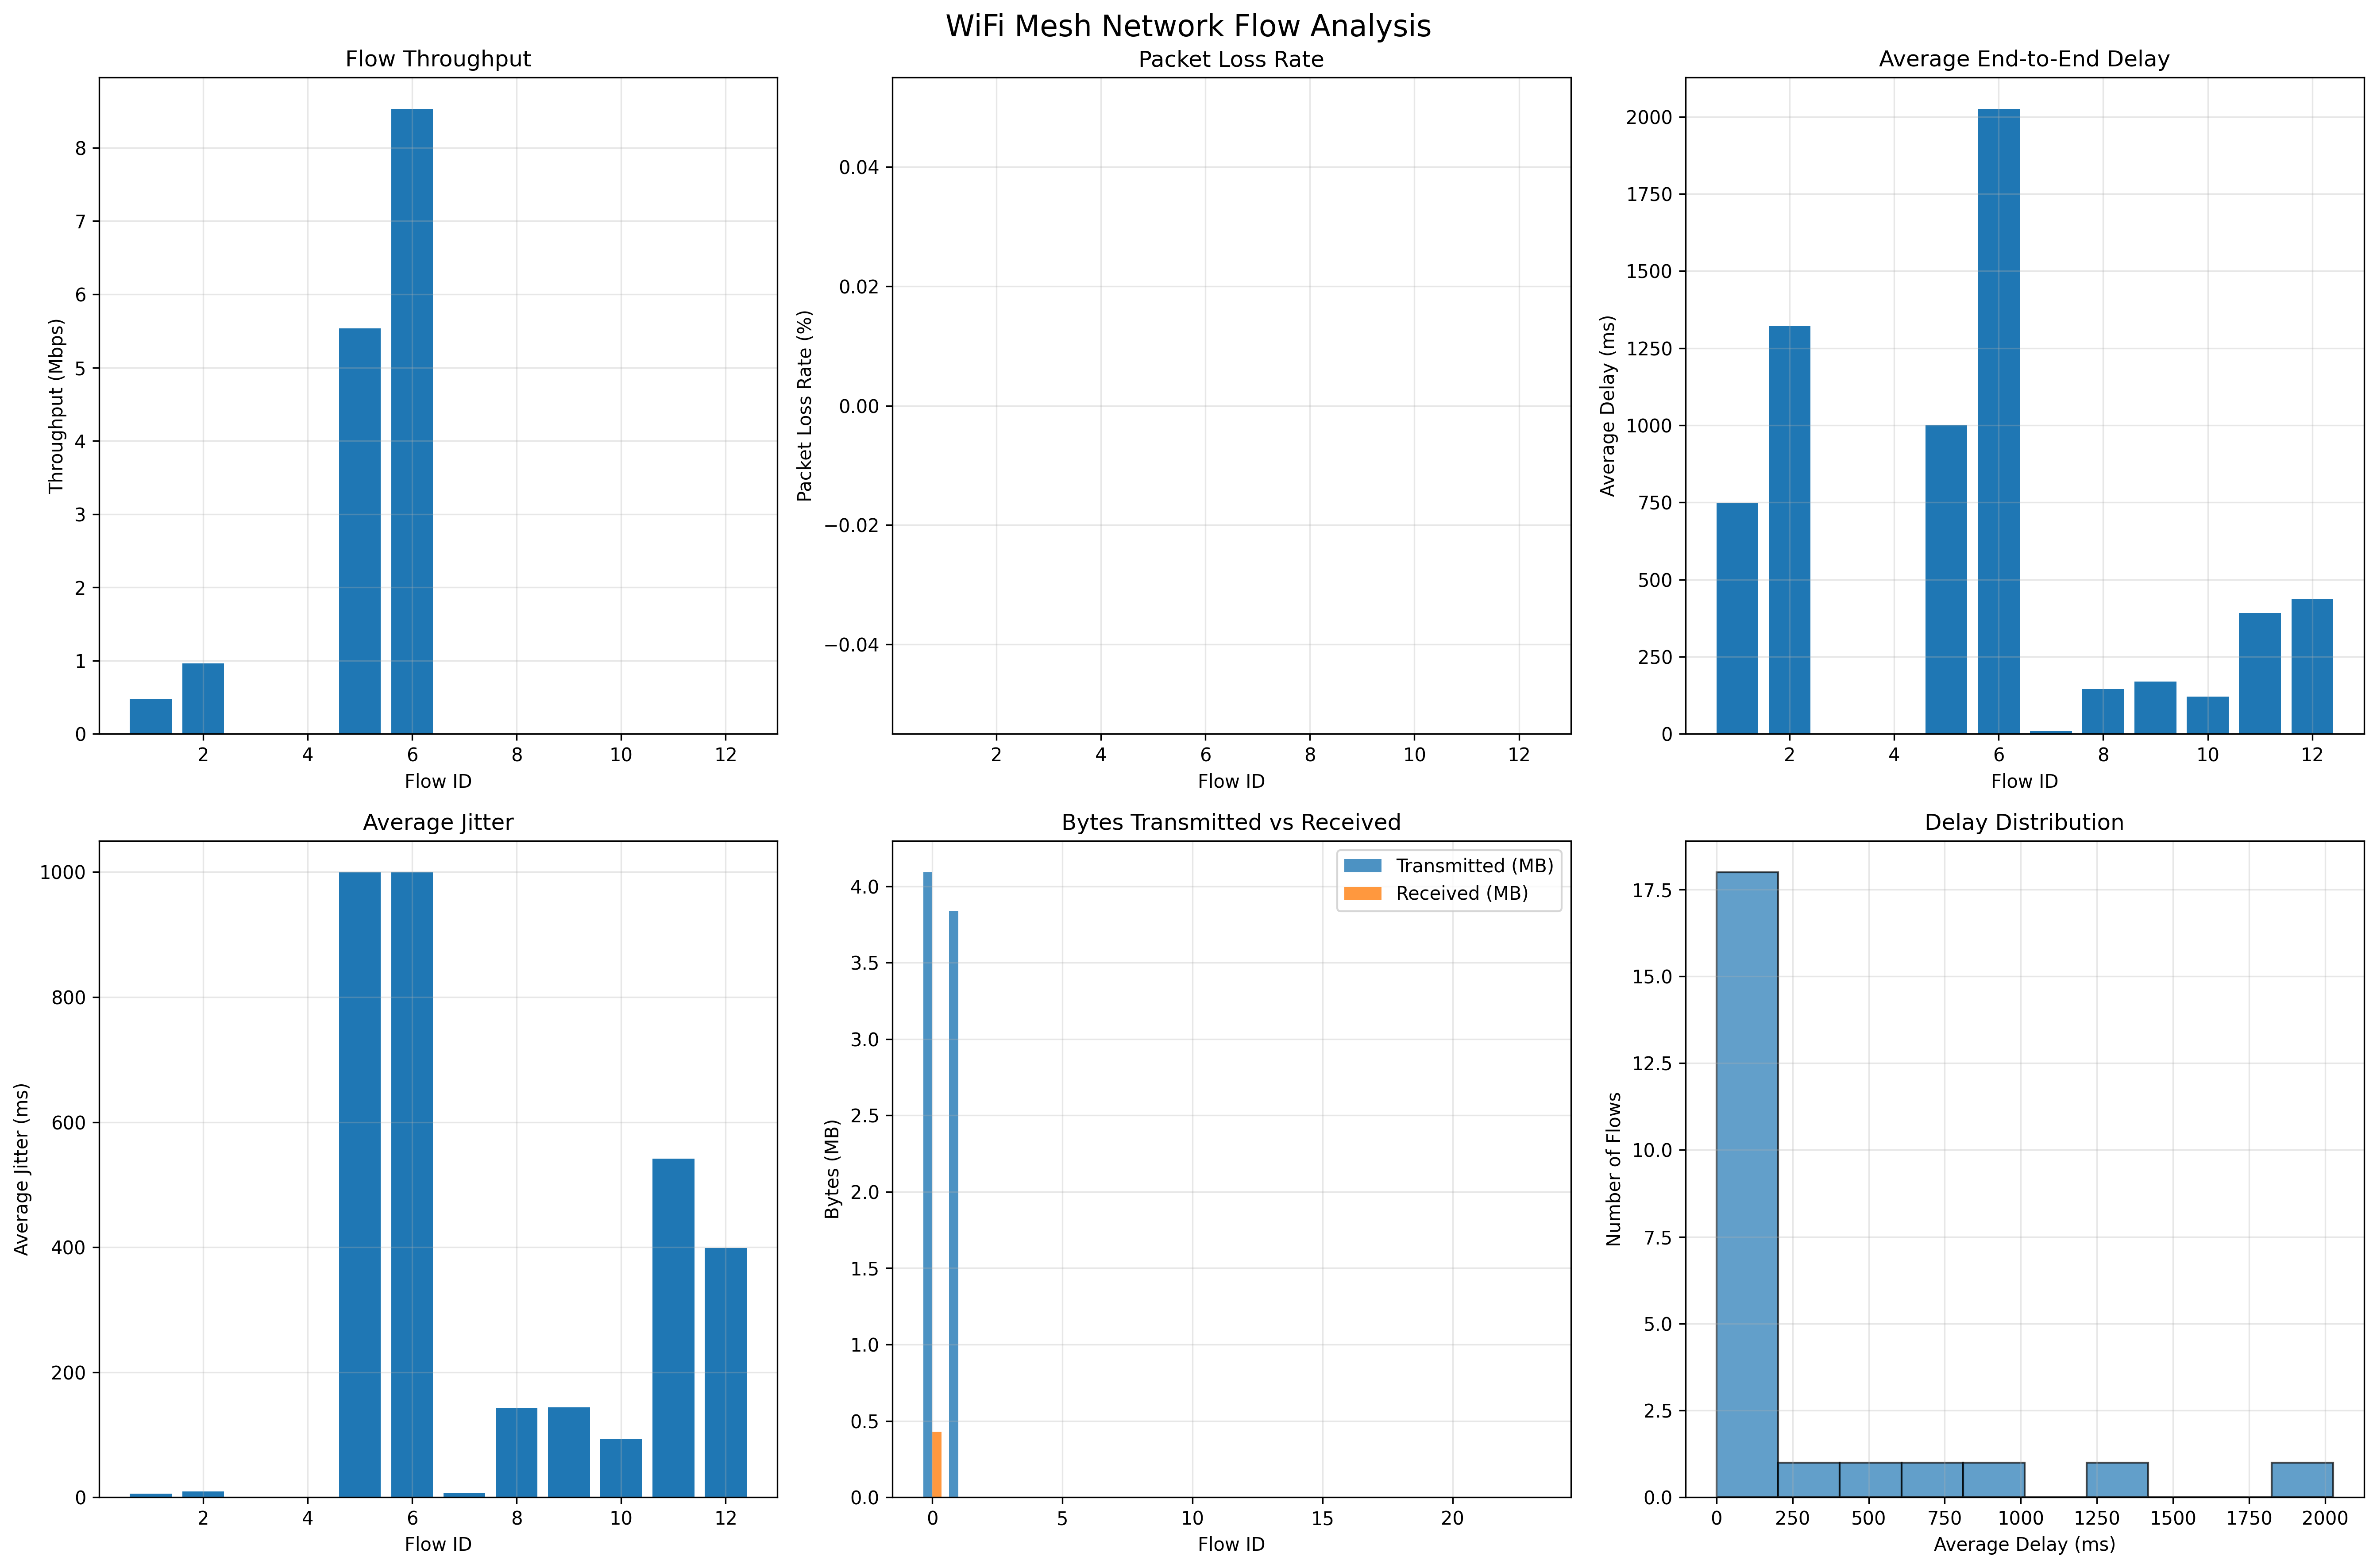 WiFi Mesh Network Flow Analysis
Flow Throughput
Throughput (Mbps)
8
7
6
5
4
3
2
1
0
2 4 6 8 10 12
Flow ID
Packet Loss Rate
Packet Loss Rate (%)
0.04
0.02
0.00
−0.02
−0.04
2 4 6 8 10 12
Flow ID
Average End-to-End Delay
Average Delay (ms)
2000
1750
1500
1250
1000
750
500
250
0
2 4 6 8 10 12
Flow ID
Average Jitter
Average Jitter (ms)
1000
800
600
400
200
0
2 4 6 8 10 12
Flow ID
Bytes Transmitted vs Received
Transmitted (MB)
Received (MB)
Bytes (MB)
4.0
3.5
3.0
2.5
2.0
1.5
1.0
0.5
0.0
0 5 10 15 20
Flow ID
Delay Distribution
Number of Flows
17.5
15.0
12.5
10.0
7.5
5.0
2.5
0.0
0 250 500 750 1000 1250 1500 1750 2000
Average Delay (ms)